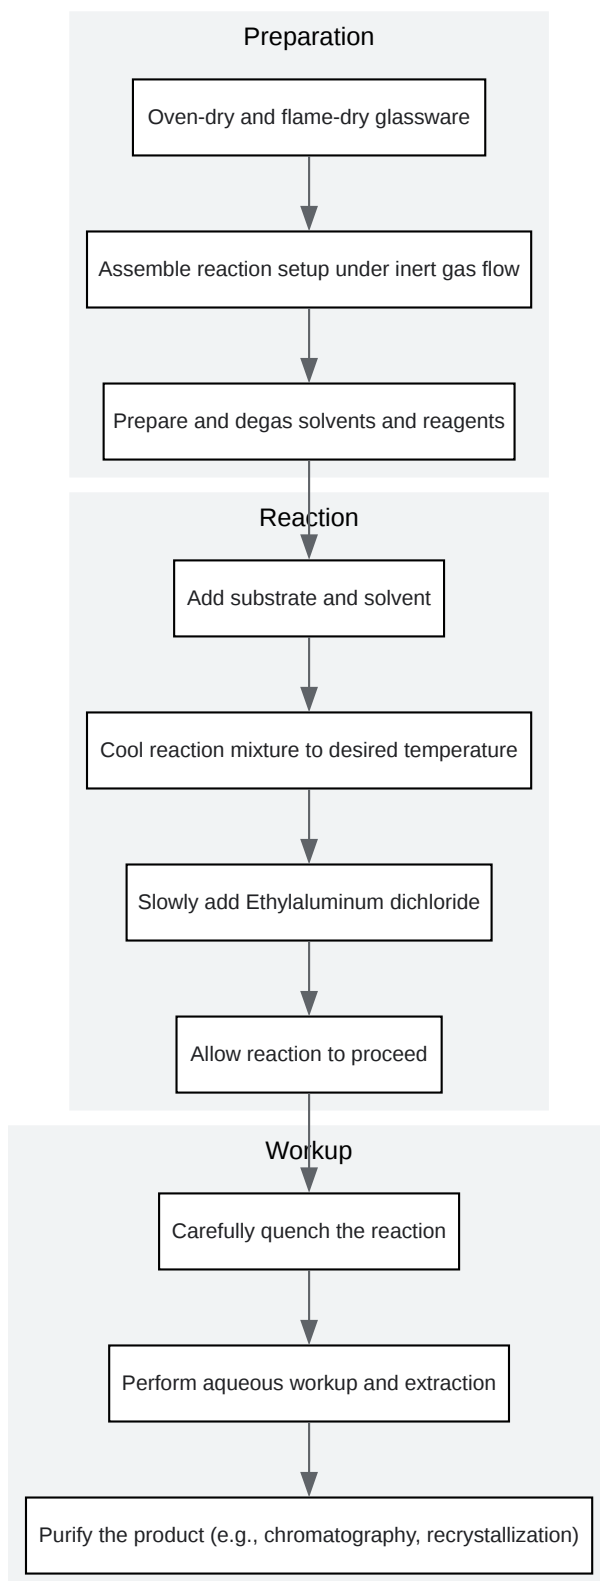 Preparation
Oven-dry and flame-dry glassware
Assemble reaction setup under inert gas flow
Prepare and degas solvents and reagents
Reaction
Add substrate and solvent
Cool reaction mixture to desired temperature
Slowly add Ethylaluminum dichloride
Allow reaction to proceed
Workup
Carefully quench the reaction
Perform aqueous workup and extraction
Purify the product (e.g., chromatography, recrystallization)